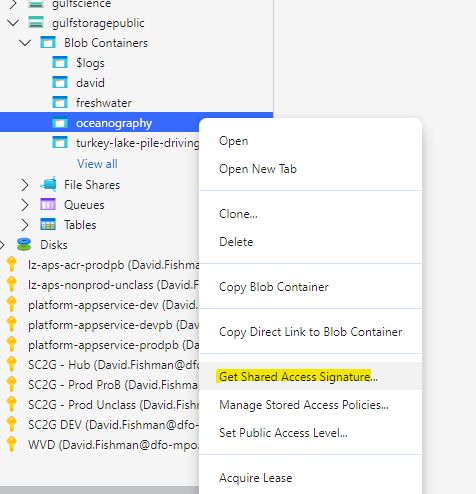 gulfscience
gulfstoragepublic
Blob Containers
$logs
david
freshwater
oceanography
turkey-lake-pile-driving
View all
File Shares
Queues
Tables
Disks
lz-aps-acr-prodpb (David.Fishman
lz-aps-nonprod-unclass (David.F
platform-appservice-dev (David.
platform-appservice-devpb (Davi
platform-appservice-prodpb (Da
SC2G - Hub (David.Fishman@dfo
SC2G - Prod ProB (David.Fishma
SC2G - Prod Unclass (David.Fishr
SC2G DEV (David.Fishman@dfo-
WVD (David.Fishman@dfo-mpo.
Open
Open New Tab
Clone...
Delete
Copy Blob Container
Copy Direct Link to Blob Container
Get Shared Access Signature...
Manage Stored Access Policies...
Set Public Access Level...
Acquire Lease